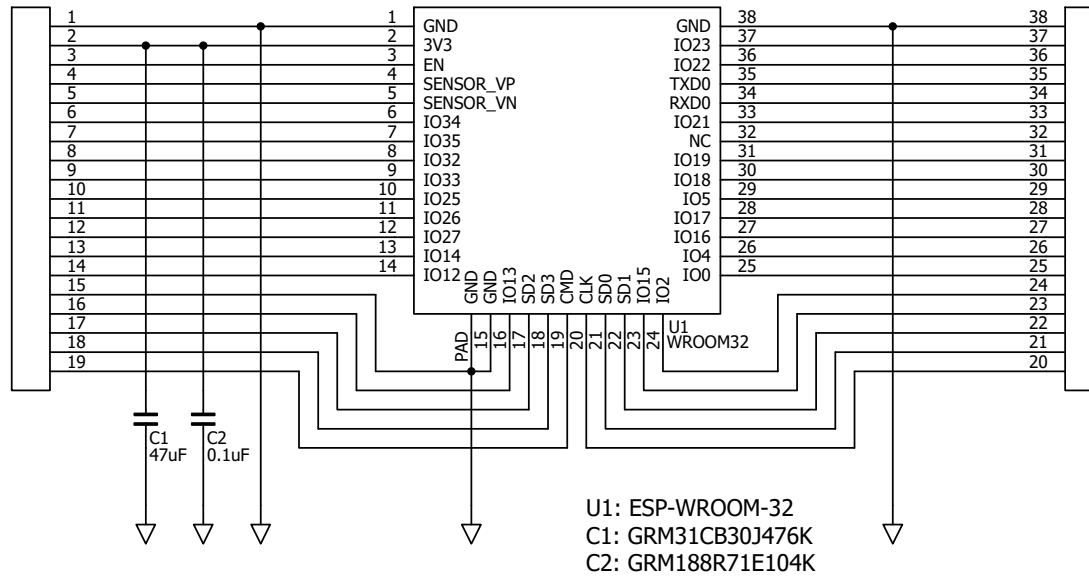 1 1 GND GND 38 38
2 2 3V3 IO23 37 37
3 3 EN IO22 36 36
4 4 SENSOR_VP TXD0 35 35
5 5 SENSOR_VN RXD0 34 34
6 6 IO34 IO21 33 33
7 7 IO35 NC 32 32
8 8 IO32 IO19 31 31
9 9 IO33 IO18 30 30
10 10 IO25 IO5 29 29
11 11 IO26 IO17 28 28
12 12 IO27 IO16 27 27
13 13 IO14 IO4 26 26
14 14 IO12 IO0 25 25
15 24
16 23
17 22
18 21
19 20
GND GND IO13 SD2 SD3 CMD CLK SD0 SD1 IO15 IO2
PAD 15 16 17 18 19 20 21 22 23 24
U1
WROOM32
C1 C2
47uF 0.1uF
U1: ESP-WROOM-32
C1: GRM31CB30J476K
C2: GRM188R71E104K